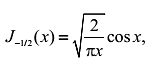 J₋₁/₂(x) = √(2/(πx)) cos x,